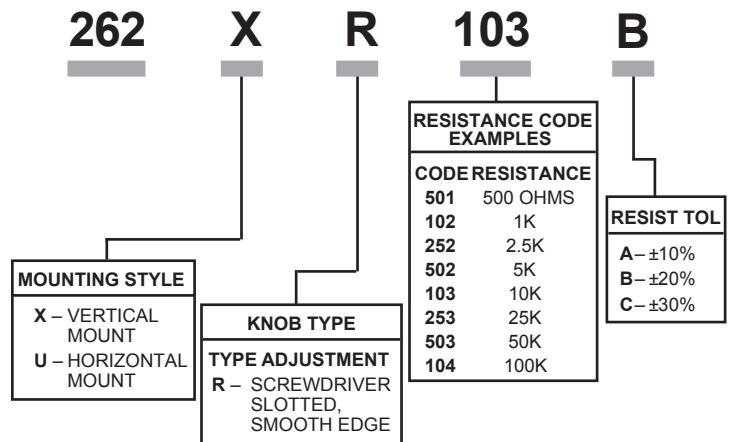 262 X R 103 B
RESISTANCE CODE
EXAMPLES
CODE RESISTANCE
501 500 OHMS
102 1K
252 2.5K
502 5K
103 10K
253 25K
503 50K
104 100K
RESIST TOL
A – ±10%
B – ±20%
C – ±30%
MOUNTING STYLE
X – VERTICAL
MOUNT
U – HORIZONTAL
MOUNT
KNOB TYPE
TYPE ADJUSTMENT
R – SCREWDRIVER
SLOTTED,
SMOOTH EDGE